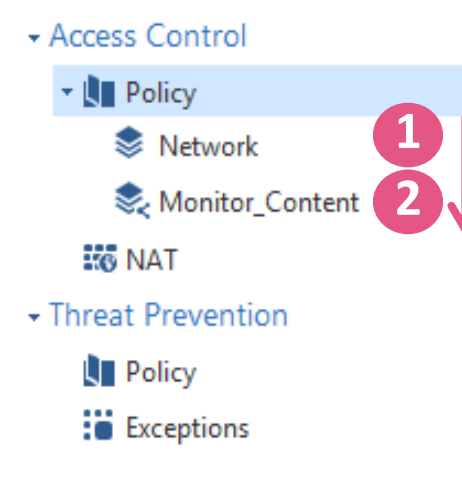 Access Control
Policy
Network 1
Monitor_Content 2
NAT
Threat Prevention
Policy
Exceptions